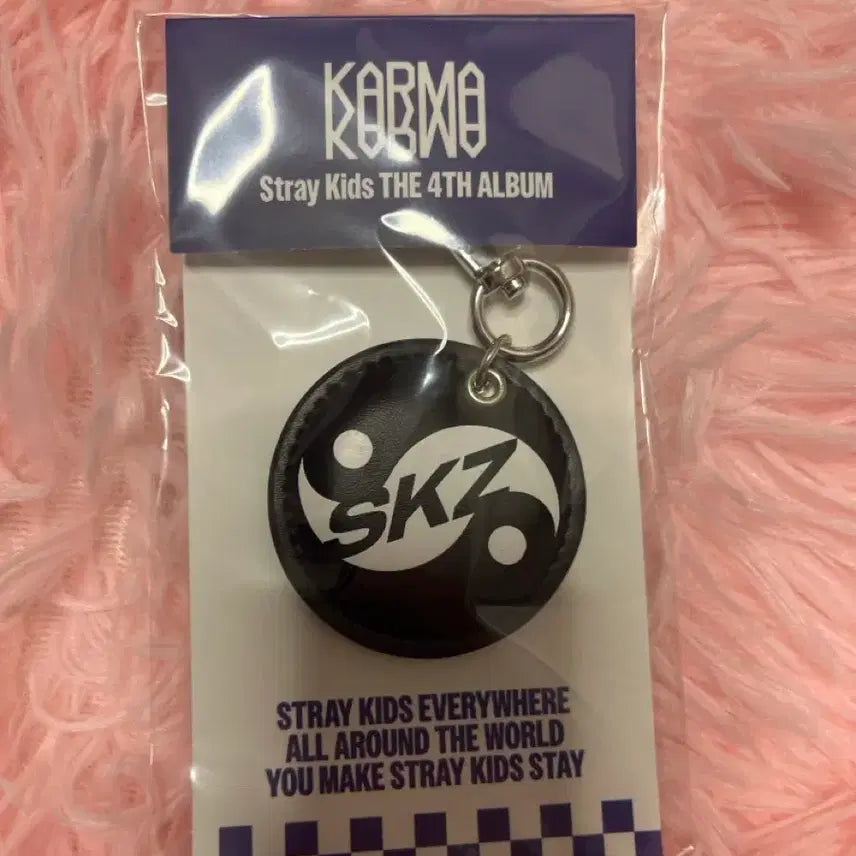 KARMA
Stray Kids THE 4TH ALBUM
SKZ
STRAY KIDS EVERYWHERE
ALL AROUND THE WORLD
YOU MAKE STRAY KIDS STAY